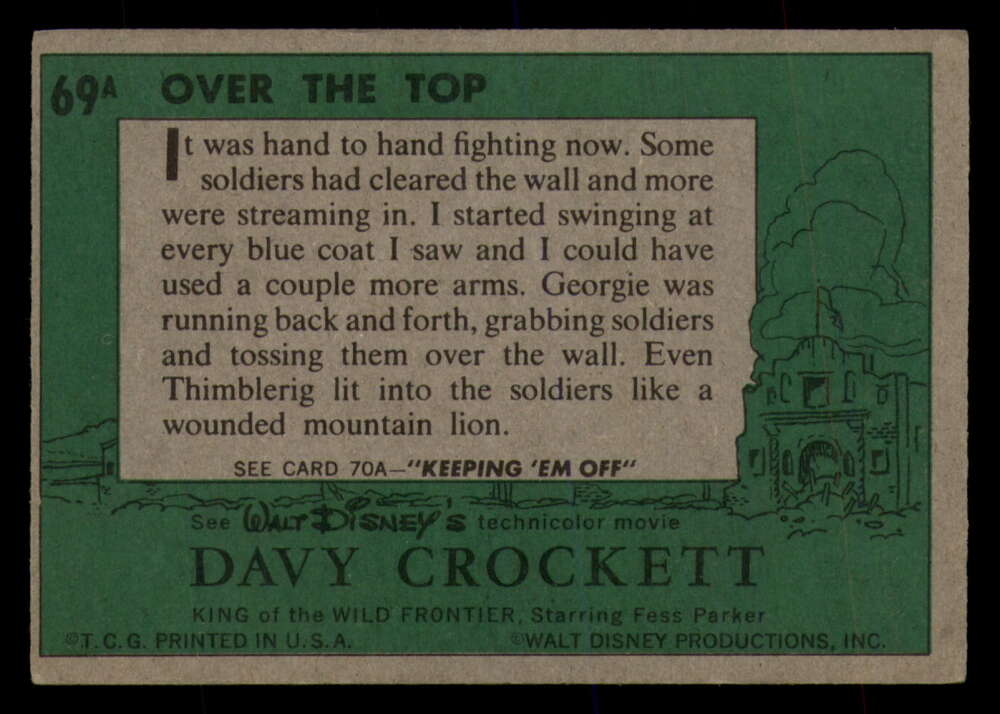 69A OVER THE TOP
It was hand to hand fighting now. Some
soldiers had cleared the wall and more
were streaming in. I started swinging at
every blue coat I saw and I could have
used a couple more arms. Georgie was
running back and forth, grabbing soldiers
and tossing them over the wall. Even
Thimblerig lit into the soldiers like a
wounded mountain lion.
SEE CARD 70A—"KEEPING 'EM OFF"
See WALT DISNEY'S technicolor movie
DAVY CROCKETT
KING of the WILD FRONTIER, Starring Fess Parker
©T.C.G. PRINTED IN U.S.A. ©WALT DISNEY PRODUCTIONS, INC.